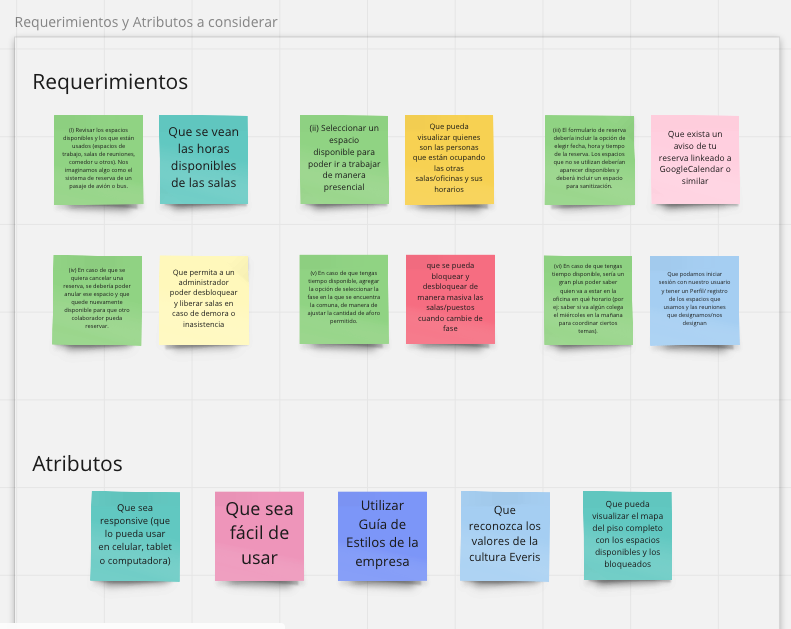 Requerimientos y Atributos a considerar
Requerimientos
(i) Revisar los espacios
disponibles y los que están
usados (espacios de
trabajo, salas de reuniones,
comedor u otros). Nos
imaginamos algo como el
sistema de reserva de un
pasaje de avión o bus.
Que se vean
las horas
disponibles
de las salas
(ii) Seleccionar un
espacio
disponible para
poder ir a trabajar
de manera
presencial
Que pueda
visualizar quienes
son las personas
que están ocupando
las otras
salas/oficinas y sus
horarios
(iii) El formulario de reserva
debería incluir la opción de
elegir fecha, hora y tiempo
de la reserva. Los espacios
que no se utilizan deberían
aparecer disponibles y
deberá incluir un espacio
para sanitización.
Que exista un
aviso de tu
reserva linkeado a
GoogleCalendar o
similar
(iv) En caso de que se
quiera cancelar una
reserva, se debería poder
anular ese espacio y que
quede nuevamente
disponible para que otro
colaborador pueda
reservar.
Que permita a un
administrador
poder desbloquear
y liberar salas en
caso de demora o
inasistencia
(v) En caso de que tengas
tiempo disponible, agregar
la opción de seleccionar la
fase en la que se encuentra
la comuna, de manera de
ajustar la cantidad de aforo
permitido.
que se pueda
bloquear y
desbloquear de
manera masiva las
salas/puestos
cuando cambie de
fase
(vi) En caso de que tengas
tiempo disponible, sería un
gran plus poder saber
quien va a estar en la
oficina en qué horario (por
ej: saber si va algún colega
el miércoles en la mañana
para coordinar ciertos
temas).
Que podamos iniciar
sesión con nuestro usuario
y tener un Perfil/ registro
de los espacios que
usamos y las reuniones
que designamos/nos
designan
Atributos
Que sea
responsive (que
lo pueda usar
en celular, tablet
o computadora)
Que sea
fácil de
usar
Utilizar
Guía de
Estilos de la
empresa
Que
reconozca los
valores de la
cultura Everis
Que pueda
visualizar el mapa
del piso completo
con los espacios
disponibles y los
bloqueados